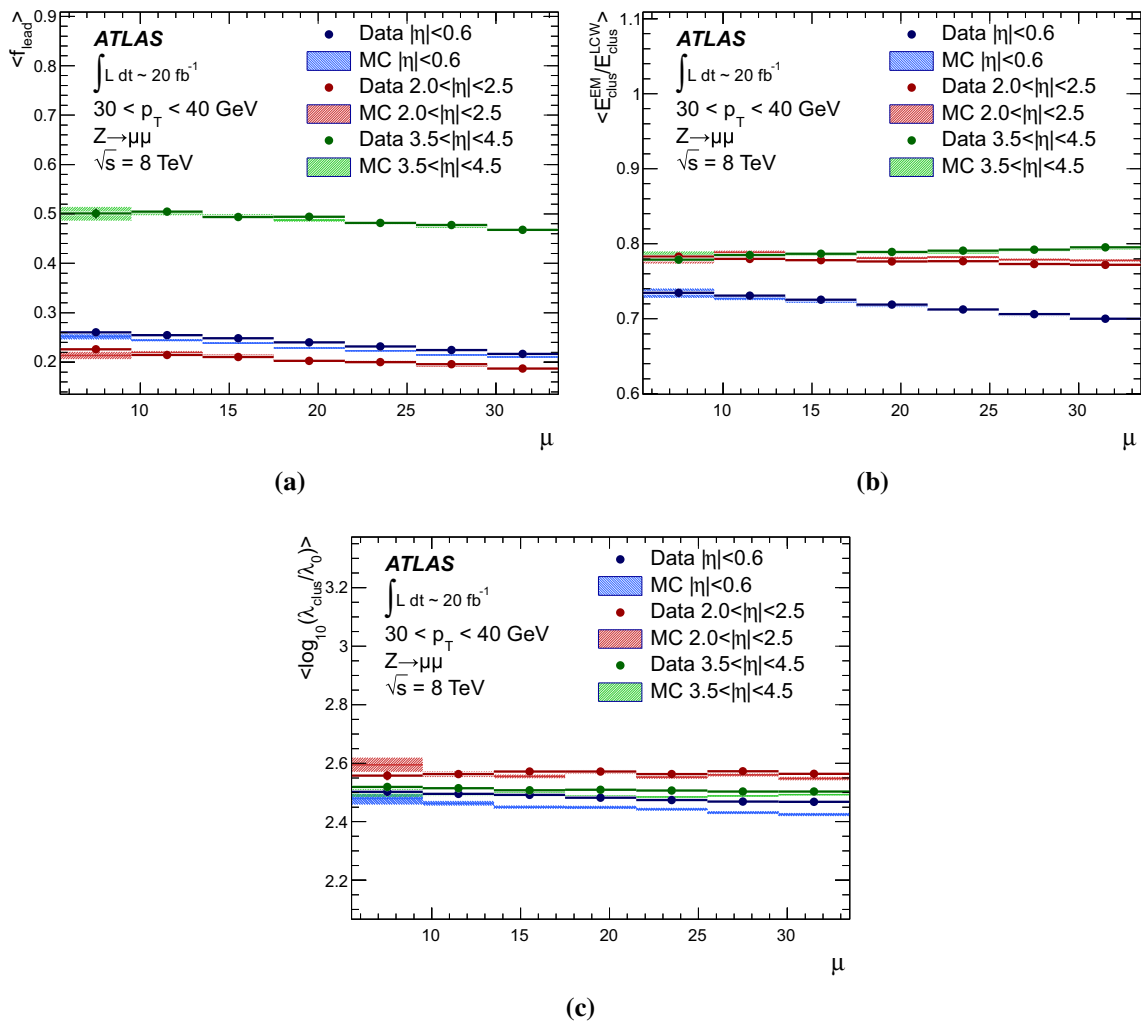 <f_lead>
0.9
0.8
0.7
0.6
0.5
0.4
0.3
0.2
ATLAS
∫L dt ~ 20 fb⁻¹
30 < p_T < 40 GeV
Z→μμ
√s = 8 TeV
Data |η|<0.6
MC |η|<0.6
Data 2.0<|η|<2.5
MC 2.0<|η|<2.5
Data 3.5<|η|<4.5
MC 3.5<|η|<4.5
10 15 20 25 30
μ
(a)
<E^EM_clus/E^LCW_clus>
1.1
1
0.9
0.8
0.7
0.6
ATLAS
∫L dt ~ 20 fb⁻¹
30 < p_T < 40 GeV
Z→μμ
√s = 8 TeV
Data |η|<0.6
MC |η|<0.6
Data 2.0<|η|<2.5
MC 2.0<|η|<2.5
Data 3.5<|η|<4.5
MC 3.5<|η|<4.5
10 15 20 25 30
μ
(b)
<log₁₀(λ_clus/λ₀)>
3.2
3
2.8
2.6
2.4
2.2
ATLAS
∫L dt ~ 20 fb⁻¹
30 < p_T < 40 GeV
Z→μμ
√s = 8 TeV
Data |η|<0.6
MC |η|<0.6
Data 2.0<|η|<2.5
MC 2.0<|η|<2.5
Data 3.5<|η|<4.5
MC 3.5<|η|<4.5
10 15 20 25 30
μ
(c)